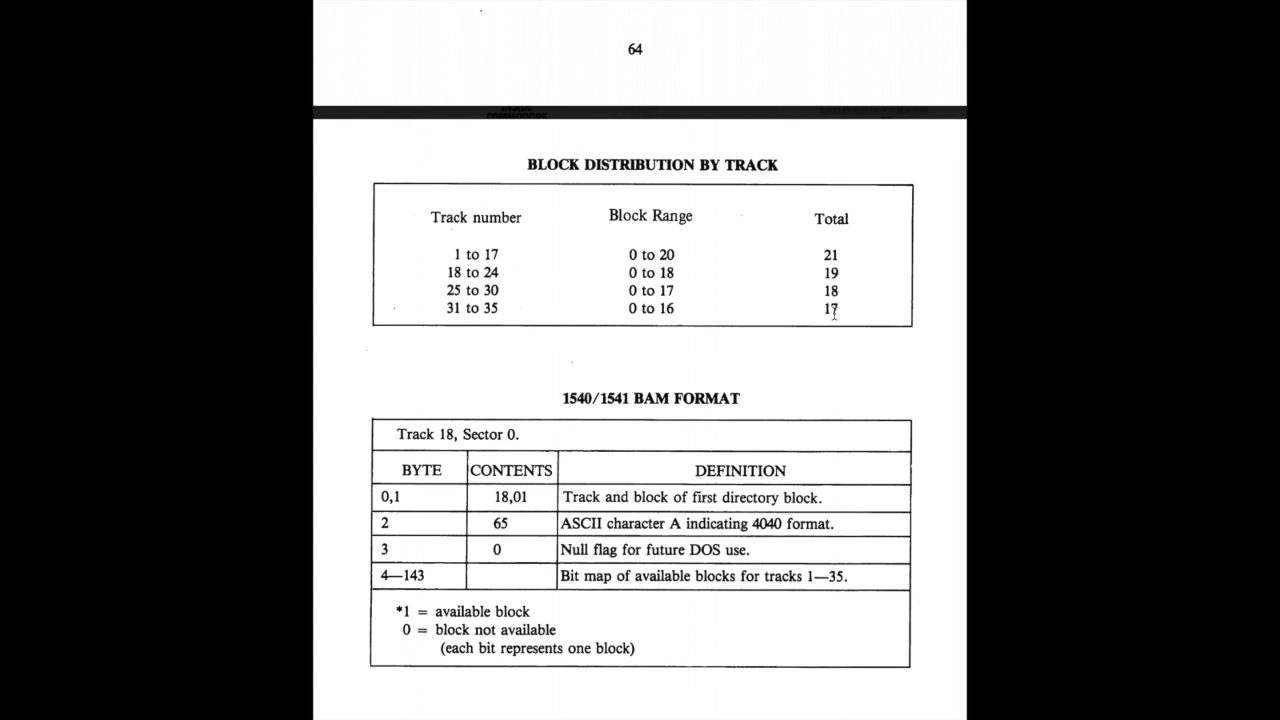 64
COMMODORE
BLOCK DISTRIBUTION BY TRACK
Track number Block Range Total
1 to 17 0 to 20 21
18 to 24 0 to 18 19
25 to 30 0 to 17 18
31 to 35 0 to 16 17
1540/1541 BAM FORMAT
Track 18, Sector 0.
BYTE CONTENTS DEFINITION
0,1 18,01 Track and block of first directory block.
2 65 ASCII character A indicating 4040 format.
3 0 Null flag for future DOS use.
4—143 Bit map of available blocks for tracks 1—35.
*1 = available block
0 = block not available
(each bit represents one block)